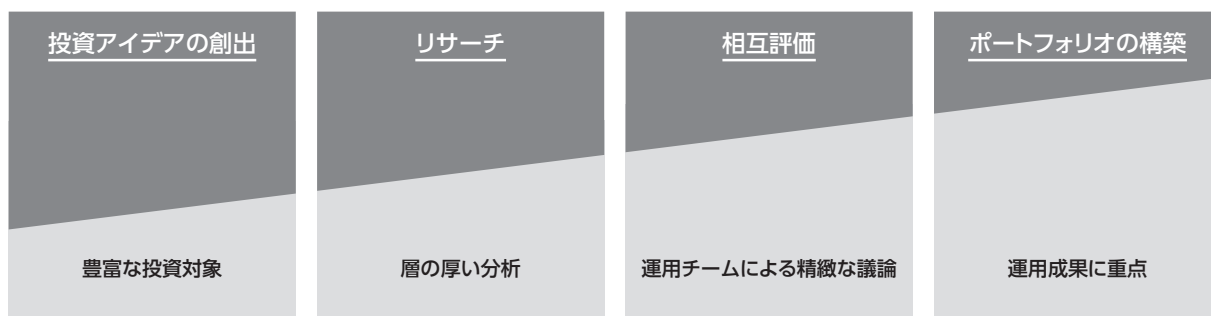 投資アイデアの創出
リサーチ
相互評価
ポートフォリオの構築
豊富な投資対象
層の厚い分析
運用チームによる精緻な議論
運用成果に重点